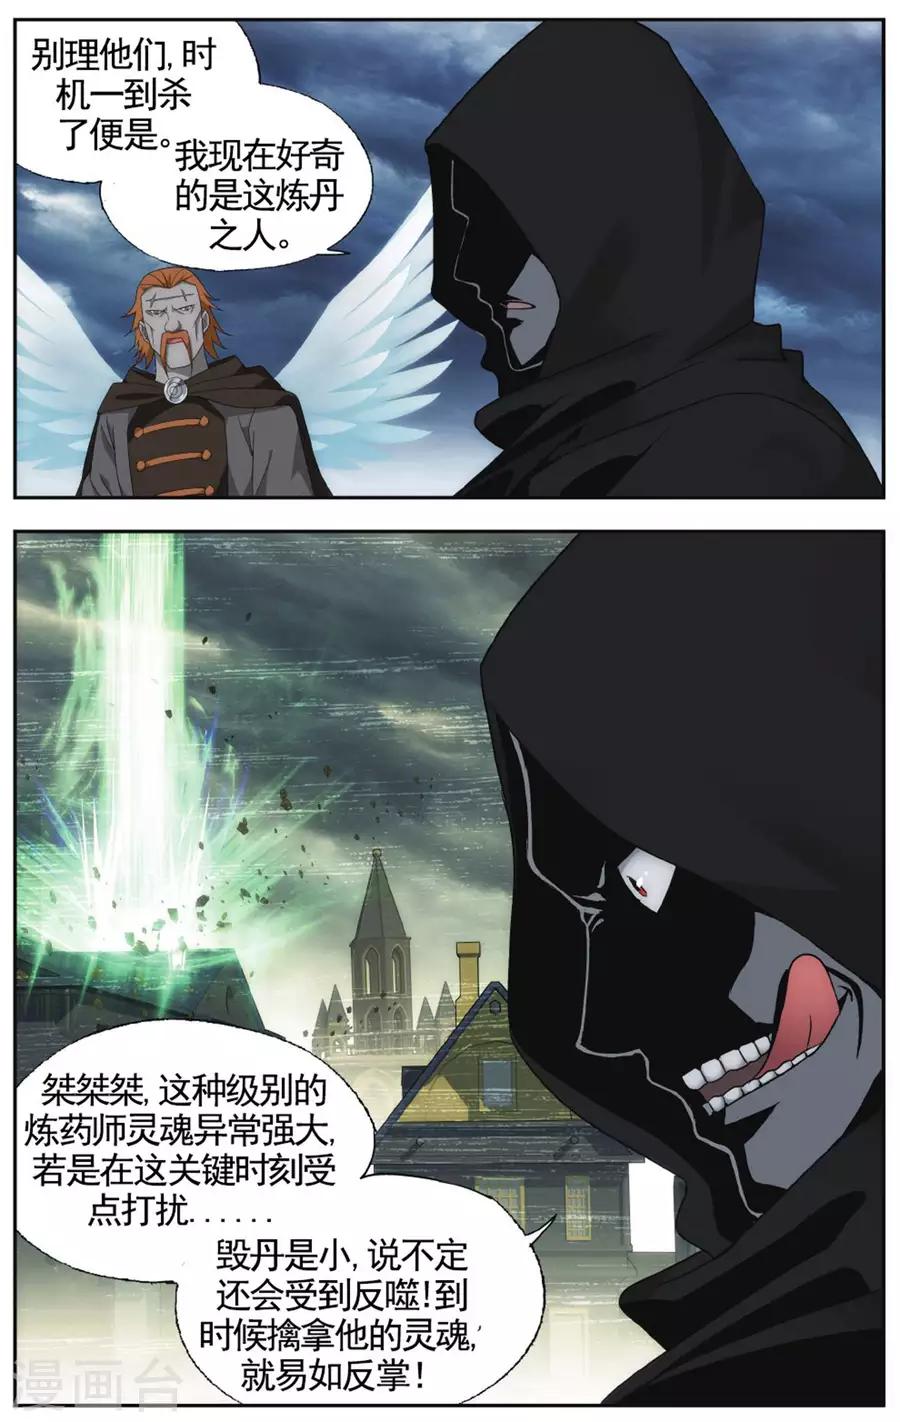 别理他们，时
机一到杀
了便是。
我现在好奇
的是这炼丹
之人。
桀桀桀，这种级别的
炼药师灵魂异常强大，
若是在这关键时刻受
点打扰......
毁丹是小，说不定
还会受到反噬！到
时候擒拿他的灵魂，
就易如反掌！
漫画台